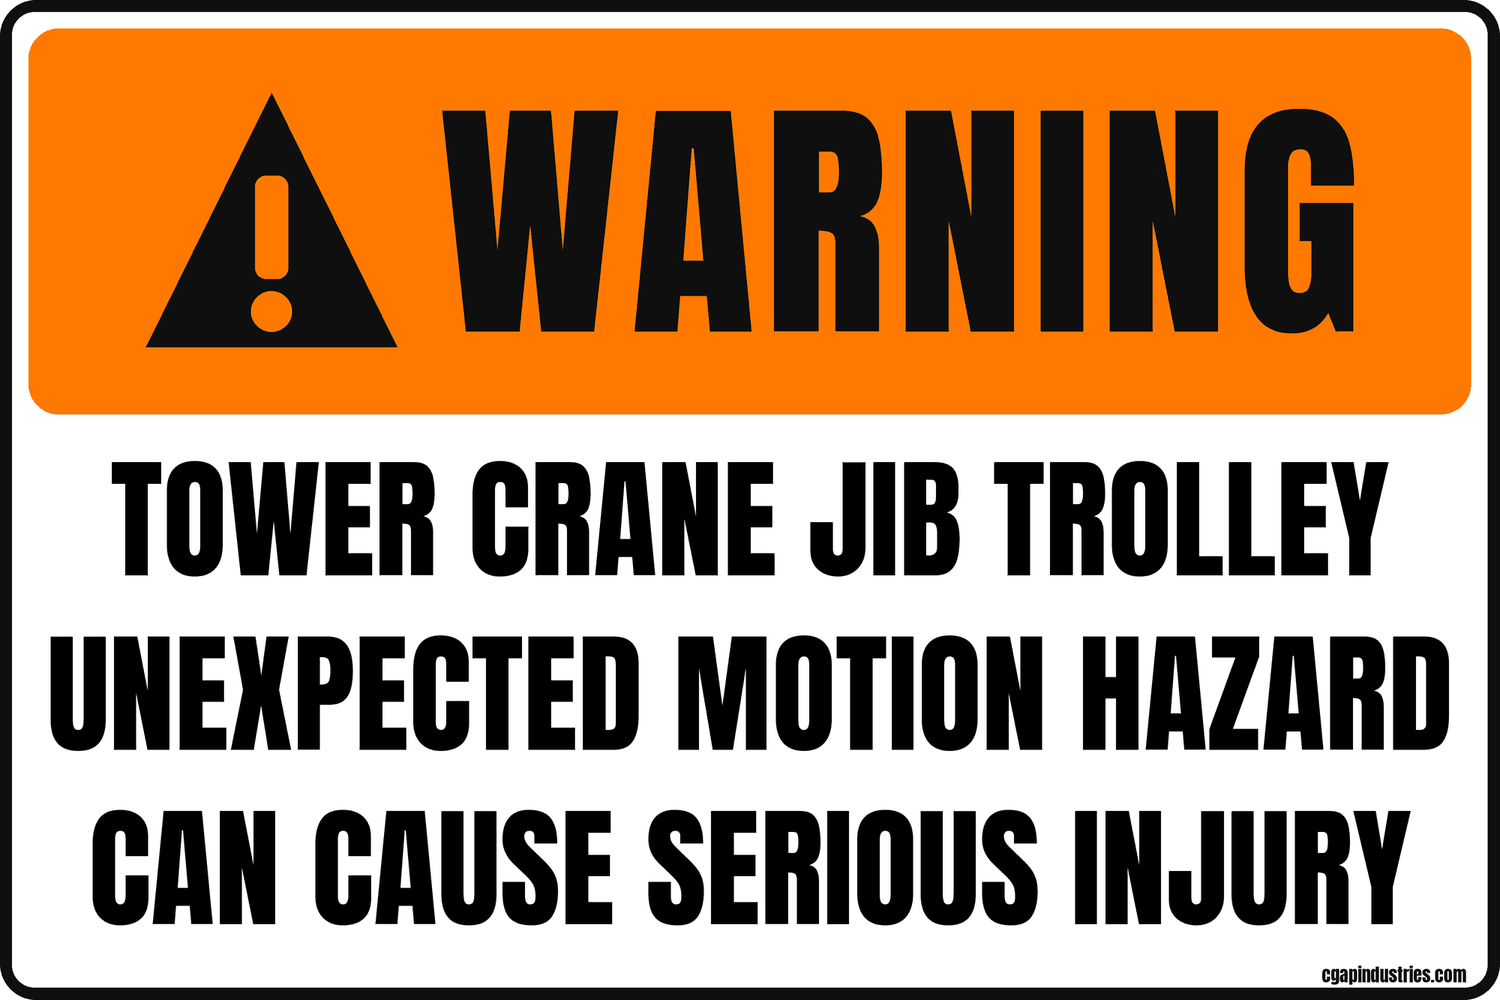 WARNING
TOWER CRANE JIB TROLLEY
UNEXPECTED MOTION HAZARD
CAN CAUSE SERIOUS INJURY
cgapindustries.com